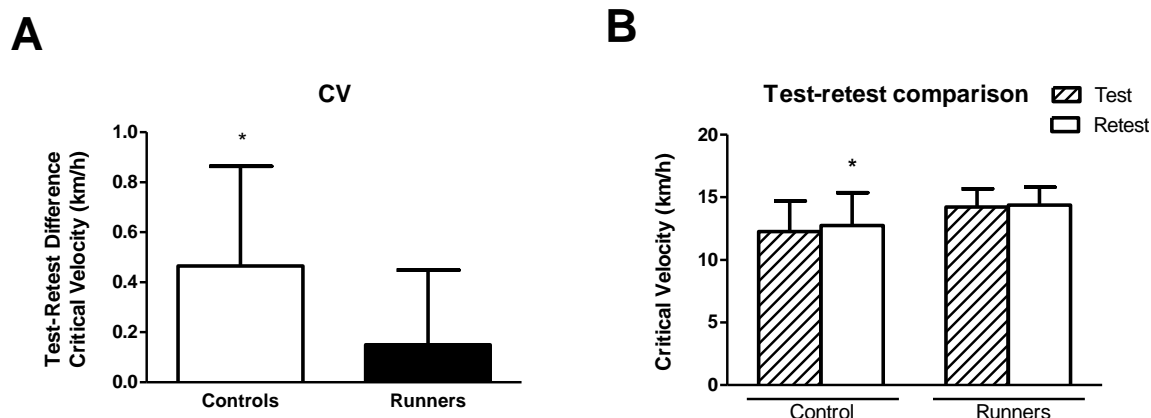 A
CV
Test-Retest Difference
Critical Velocity (km/h)
1.0
0.8
0.6
0.4
0.2
0.0
*
Controls
Runners
B
Test-retest comparison
Test
Retest
Critical Velocity (km/h)
20
15
10
5
0
*
Control
Runners